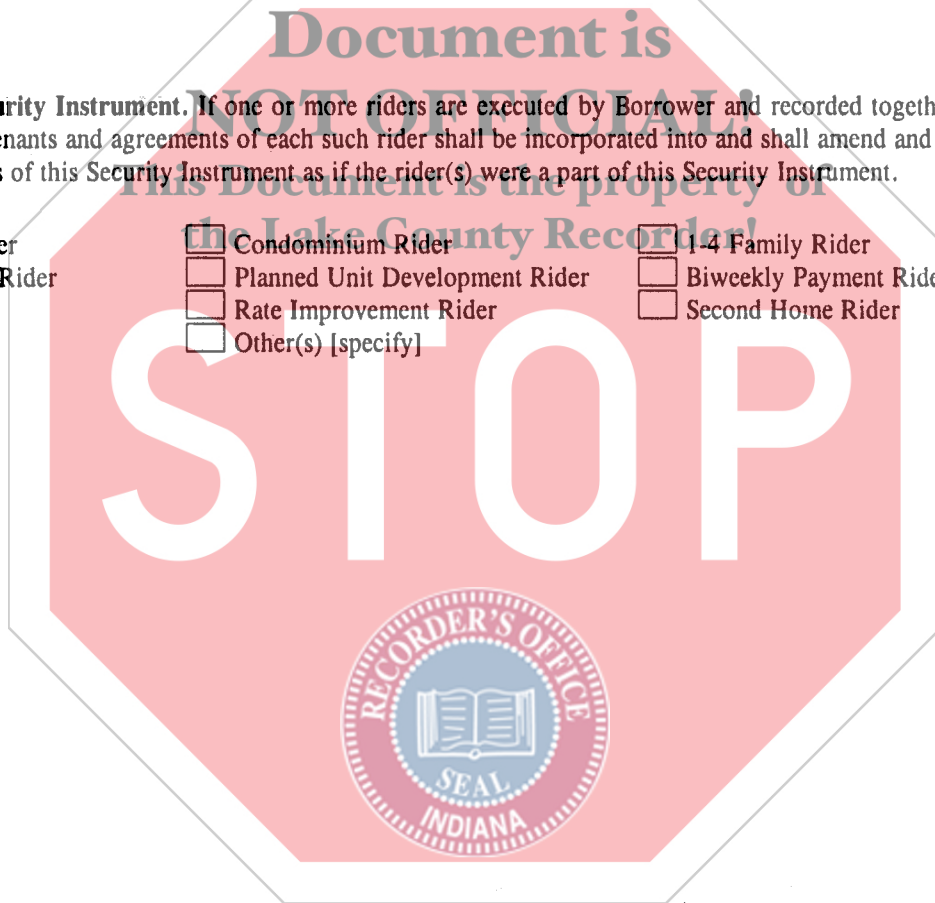 Document is
rity Instrument. If one or more riders are executed by Borrower and recorded togeth
NOT OFFICIAL!
nants and agreements of each such rider shall be incorporated into and shall amend and
of this Security Instrument as if the rider(s) were a part of this Security Instrument.
This Document is the property of
the Lake County Recorder!
er Condominium Rider 1-4 Family Rider
Rider Planned Unit Development Rider Biweekly Payment Ride
Rate Improvement Rider Second Home Rider
Other(s) [specify]
STOP
RECORDER'S OFFICE
SEAL
INDIANA